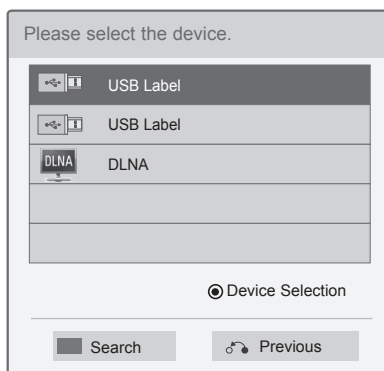 Please select the device.
USB Label
USB Label
DLNA DLNA
Device Selection
Search Previous